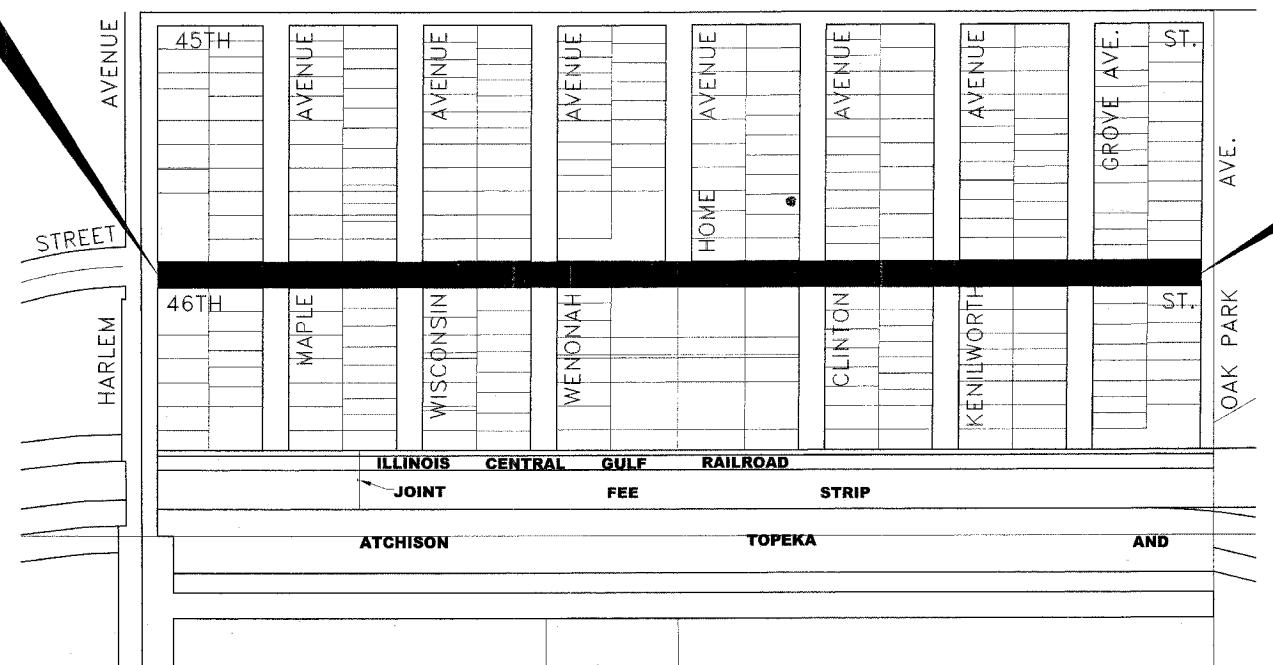 AVENUE
45TH
AVENUE
AVENUE
AVENUE
HOME AVENUE
AVENUE
AVENUE
GROVE AVE.
ST.
AVE.
STREET
46TH
ST.
HARLEM
MAPLE
WISCONSIN
WENONAH
CLINTON
KENILWORTH
OAK PARK
ILLINOIS CENTRAL GULF RAILROAD
JOINT FEE STRIP
ATCHISON TOPEKA AND